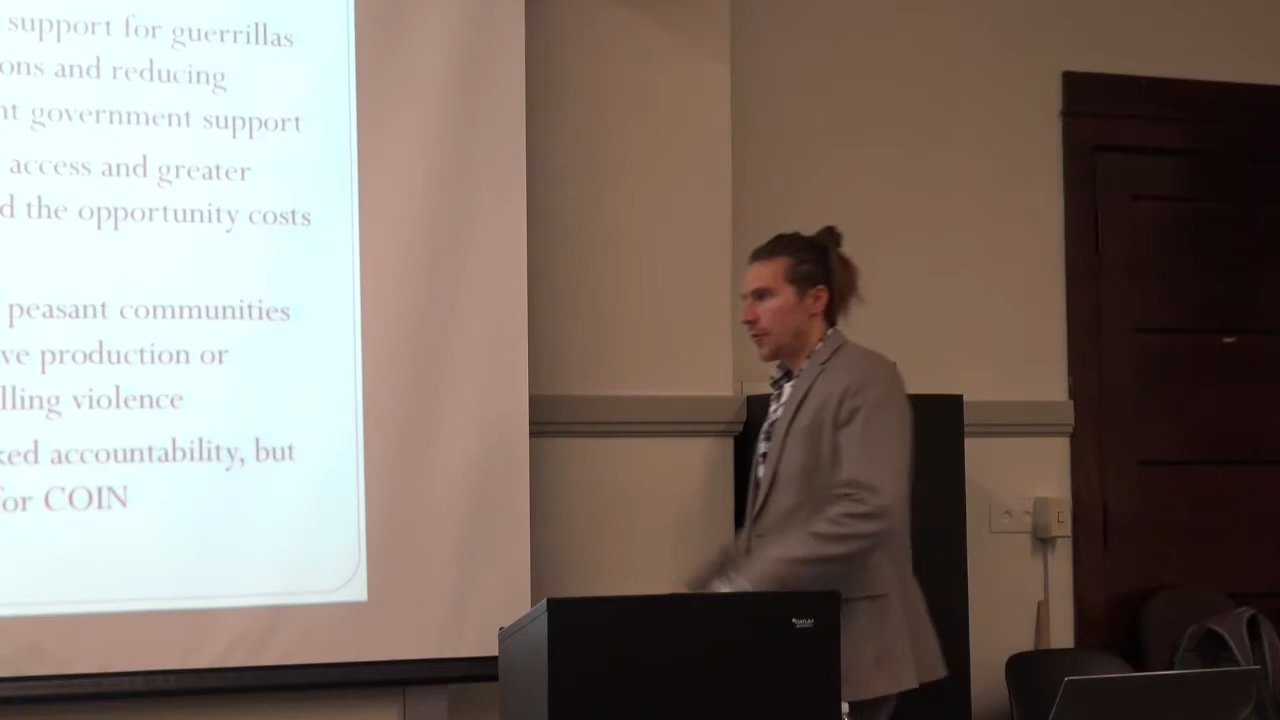 support for guerrillas
ons and reducing
nt government support
access and greater
d the opportunity costs
peasant communities
ve production or
lling violence
ked accountability, but
for COIN